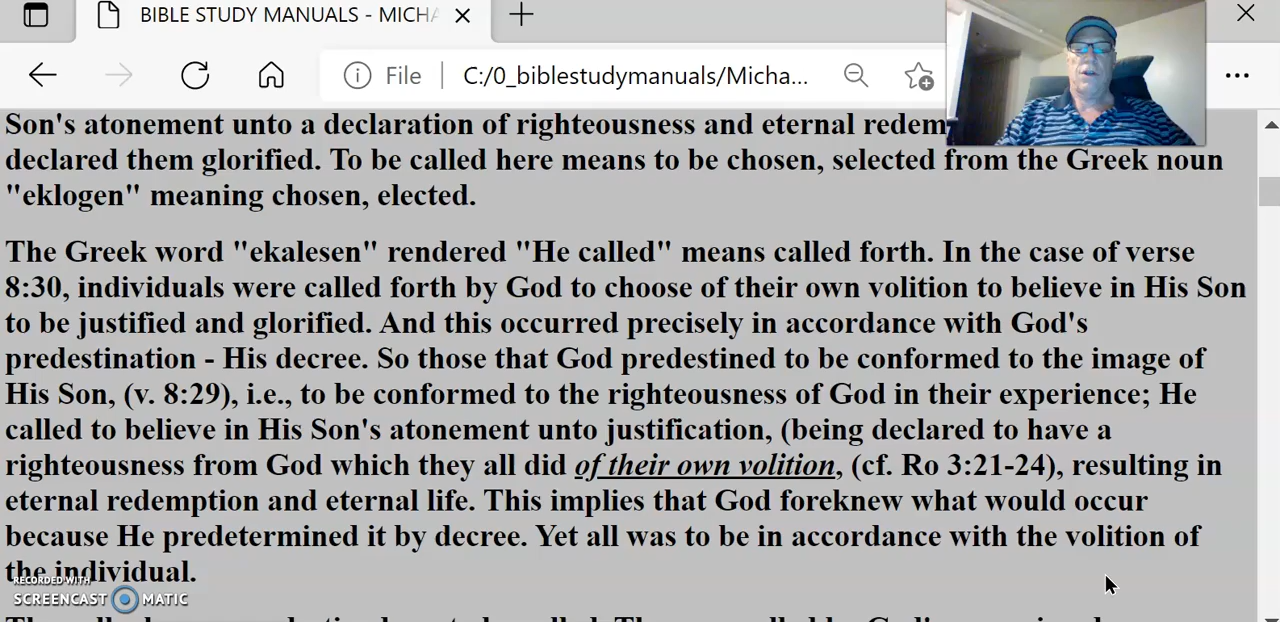 BIBLE STUDY MANUALS - MICHA
File C:/0_biblestudymanuals/Micha...
Son's atonement unto a declaration of righteousness and eternal redem
declared them glorified. To be called here means to be chosen, selected from the Greek noun
"eklogen" meaning chosen, elected.
The Greek word "ekalesen" rendered "He called" means called forth. In the case of verse
8:30, individuals were called forth by God to choose of their own volition to believe in His Son
to be justified and glorified. And this occurred precisely in accordance with God's
predestination - His decree. So those that God predestined to be conformed to the image of
His Son, (v. 8:29), i.e., to be conformed to the righteousness of God in their experience; He
called to believe in His Son's atonement unto justification, (being declared to have a
righteousness from God which they all did of their own volition, (cf. Ro 3:21-24), resulting in
eternal redemption and eternal life. This implies that God foreknew what would occur
because He predetermined it by decree. Yet all was to be in accordance with the volition of
the individual.
RECORDED WITH
SCREENCAST MATIC